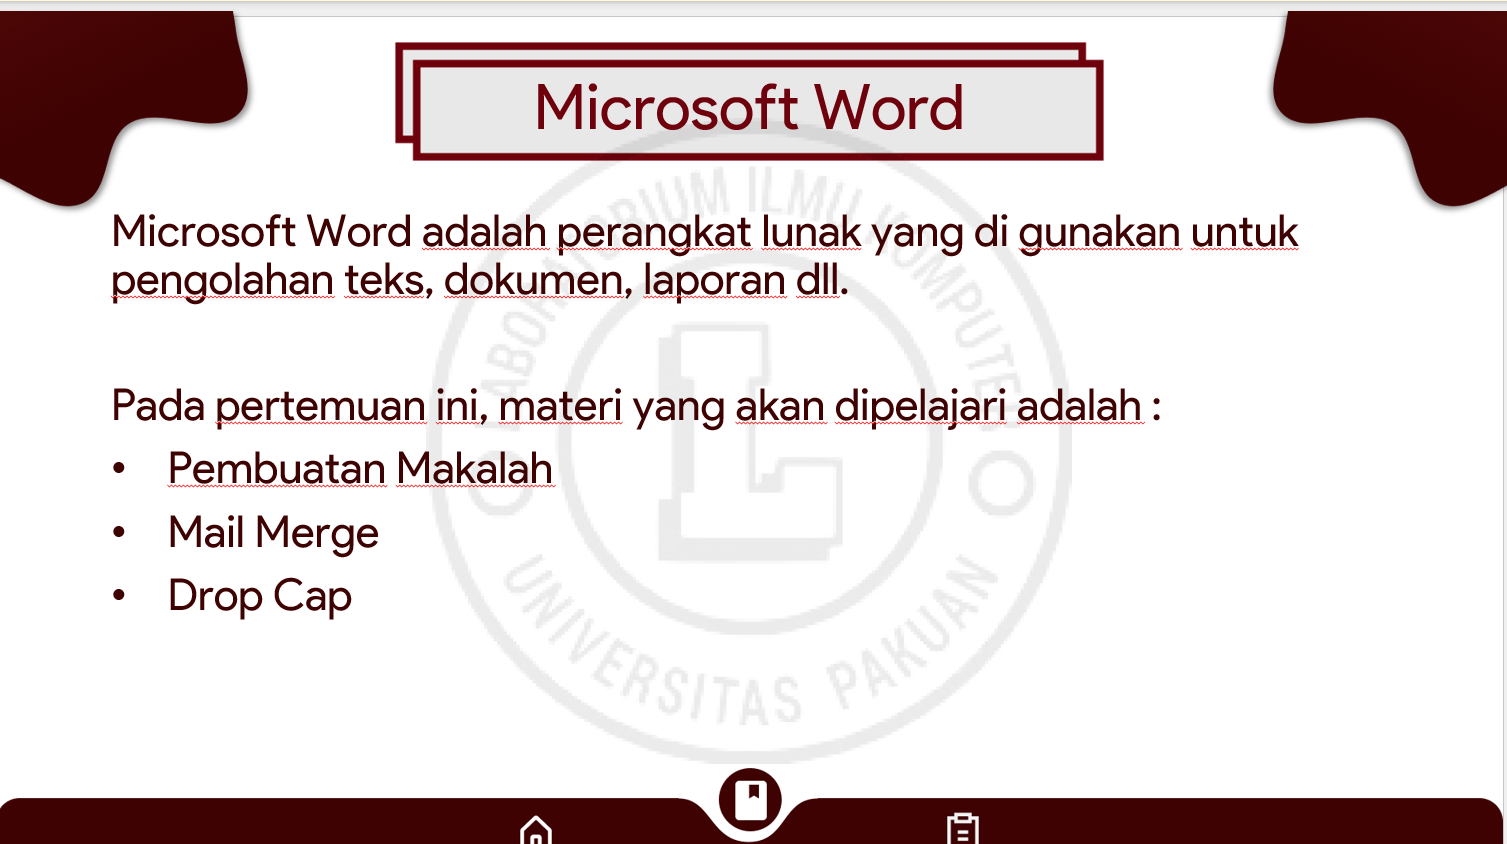 Microsoft Word
Microsoft Word adalah perangkat lunak yang di gunakan untuk
pengolahan teks, dokumen, laporan dll.
Pada pertemuan ini, materi yang akan dipelajari adalah :
• Pembuatan Makalah
• Mail Merge
• Drop Cap
LABORATORIUM ILMU KOMPUTER
L
UNIVERSITAS PAKUAN